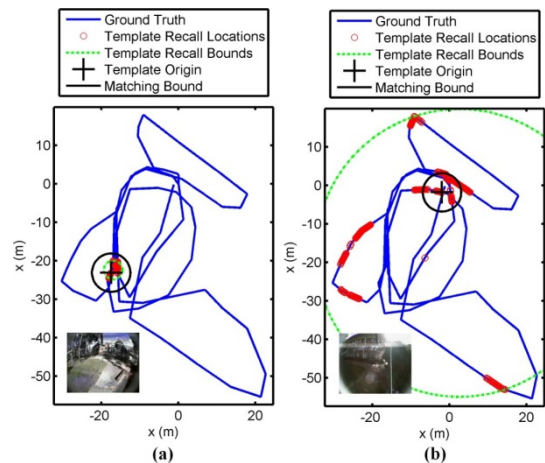 Ground Truth
Template Recall Locations
Template Recall Bounds
Template Origin
Matching Bound
10
0
-10
-20
-30
-40
-50
x (m)
-20
0
20
x (m)
(a)
Ground Truth
Template Recall Locations
Template Recall Bounds
Template Origin
Matching Bound
10
0
-10
-20
-30
-40
-50
x (m)
-20
0
20
x (m)
(b)